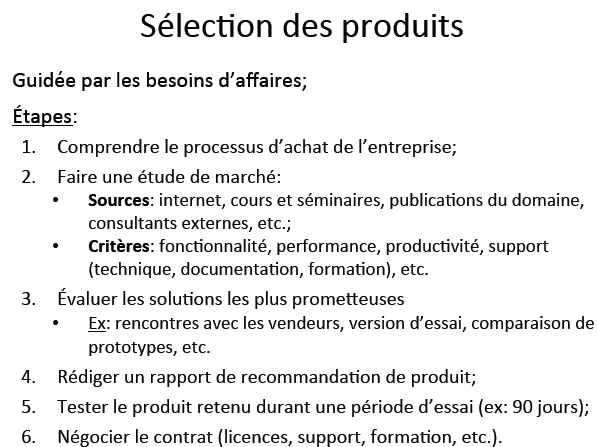 Sélection des produits
Guidée par les besoins d’affaires;
Étapes:
1. Comprendre le processus d’achat de l’entreprise;
2. Faire une étude de marché:
• Sources: internet, cours et séminaires, publications du domaine,
consultants externes, etc.;
• Critères: fonctionnalité, performance, productivité, support
(technique, documentation, formation), etc.
3. Évaluer les solutions les plus prometteuses
• Ex: rencontres avec les vendeurs, version d’essai, comparaison de
prototypes, etc.
4. Rédiger un rapport de recommandation de produit;
5. Tester le produit retenu durant une période d’essai (ex: 90 jours);
6. Négocier le contrat (licences, support, formation, etc.).